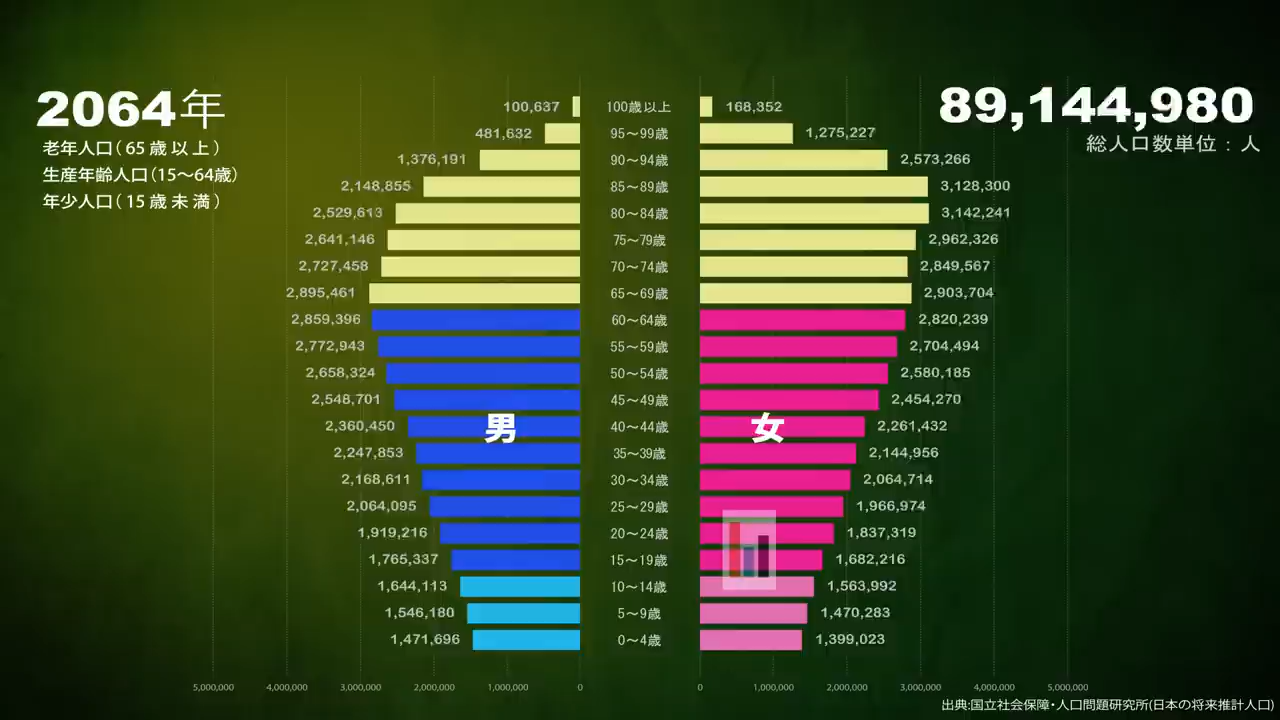 2064年
89,144,980
総人口数単位：人
老年人口（65歳以上）
生産年齢人口（15〜64歳）
年少人口（15歳未満）
100,637 100歳以上 168,352
481,632 95〜99歳 1,275,227
1,376,191 90〜94歳 2,573,266
2,148,855 85〜89歳 3,128,300
2,529,613 80〜84歳 3,142,241
2,641,146 75〜79歳 2,962,326
2,727,458 70〜74歳 2,849,567
2,895,461 65〜69歳 2,903,704
2,859,396 60〜64歳 2,820,239
2,772,943 55〜59歳 2,704,494
2,658,324 50〜54歳 2,580,185
2,548,701 45〜49歳 2,454,270
2,360,450 男 40〜44歳 女 2,261,432
2,247,853 35〜39歳 2,144,956
2,168,611 30〜34歳 2,064,714
2,064,095 25〜29歳 1,966,974
1,919,216 20〜24歳 1,837,319
1,765,337 15〜19歳 1,682,216
1,644,113 10〜14歳 1,563,992
1,546,180 5〜9歳 1,470,283
1,471,696 0〜4歳 1,399,023
5,000,000 4,000,000 3,000,000 2,000,000 1,000,000 0 0 1,000,000 2,000,000 3,000,000 4,000,000 5,000,000
出典:国立社会保障・人口問題研究所(日本の将来推計人口)